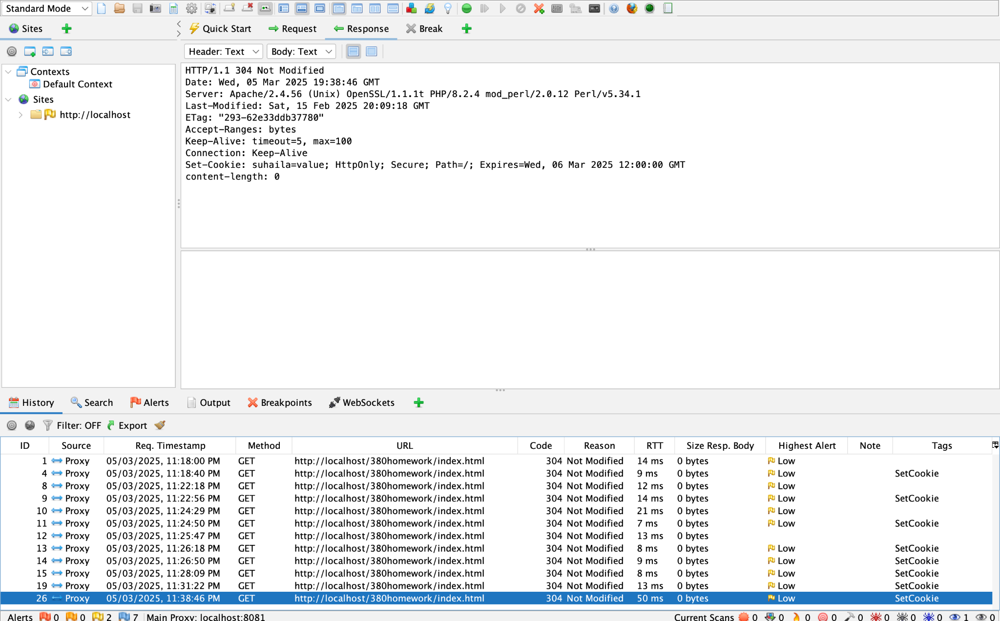 Standard Mode
Sites
Quick Start
Request
Response
Break
Header: Text
Body: Text
Contexts
Default Context
Sites
http://localhost
HTTP/1.1 304 Not Modified
Date: Wed, 05 Mar 2025 19:38:46 GMT
Server: Apache/2.4.56 (Unix) OpenSSL/1.1.1t PHP/8.2.4 mod_perl/2.0.12 Perl/v5.34.1
Last-Modified: Sat, 15 Feb 2025 20:09:18 GMT
ETag: "293-62e33ddb37780"
Accept-Ranges: bytes
Keep-Alive: timeout=5, max=100
Connection: Keep-Alive
Set-Cookie: suhaila=value; HttpOnly; Secure; Path=/; Expires=Wed, 06 Mar 2025 12:00:00 GMT
content-length: 0
History Search Alerts Output Breakpoints WebSockets
Filter: OFF Export
ID Source Req. Timestamp Method URL Code Reason RTT Size Resp. Body Highest Alert Note Tags
1 Proxy 05/03/2025, 11:18:00 PM GET http://localhost/380homework/index.html 304 Not Modified 14 ms 0 bytes Low
4 Proxy 05/03/2025, 11:18:40 PM GET http://localhost/380homework/index.html 304 Not Modified 9 ms 0 bytes Low SetCookie
8 Proxy 05/03/2025, 11:22:18 PM GET http://localhost/380homework/index.html 304 Not Modified 12 ms 0 bytes Low
9 Proxy 05/03/2025, 11:22:56 PM GET http://localhost/380homework/index.html 304 Not Modified 14 ms 0 bytes Low SetCookie
10 Proxy 05/03/2025, 11:24:29 PM GET http://localhost/380homework/index.html 304 Not Modified 21 ms 0 bytes Low
11 Proxy 05/03/2025, 11:24:50 PM GET http://localhost/380homework/index.html 304 Not Modified 7 ms 0 bytes Low SetCookie
12 Proxy 05/03/2025, 11:25:47 PM GET http://localhost/380homework/index.html 304 Not Modified 13 ms 0 bytes
13 Proxy 05/03/2025, 11:26:18 PM GET http://localhost/380homework/index.html 304 Not Modified 8 ms 0 bytes Low SetCookie
14 Proxy 05/03/2025, 11:26:50 PM GET http://localhost/380homework/index.html 304 Not Modified 9 ms 0 bytes Low SetCookie
15 Proxy 05/03/2025, 11:28:09 PM GET http://localhost/380homework/index.html 304 Not Modified 8 ms 0 bytes Low SetCookie
19 Proxy 05/03/2025, 11:31:22 PM GET http://localhost/380homework/index.html 304 Not Modified 13 ms 0 bytes Low SetCookie
26 Proxy 05/03/2025, 11:38:46 PM GET http://localhost/380homework/index.html 304 Not Modified 50 ms 0 bytes Low SetCookie
Alerts 0 0 2 7 Main Proxy: localhost:8081 Current Scans 0 0 0 0 0 0 0 0 1 0